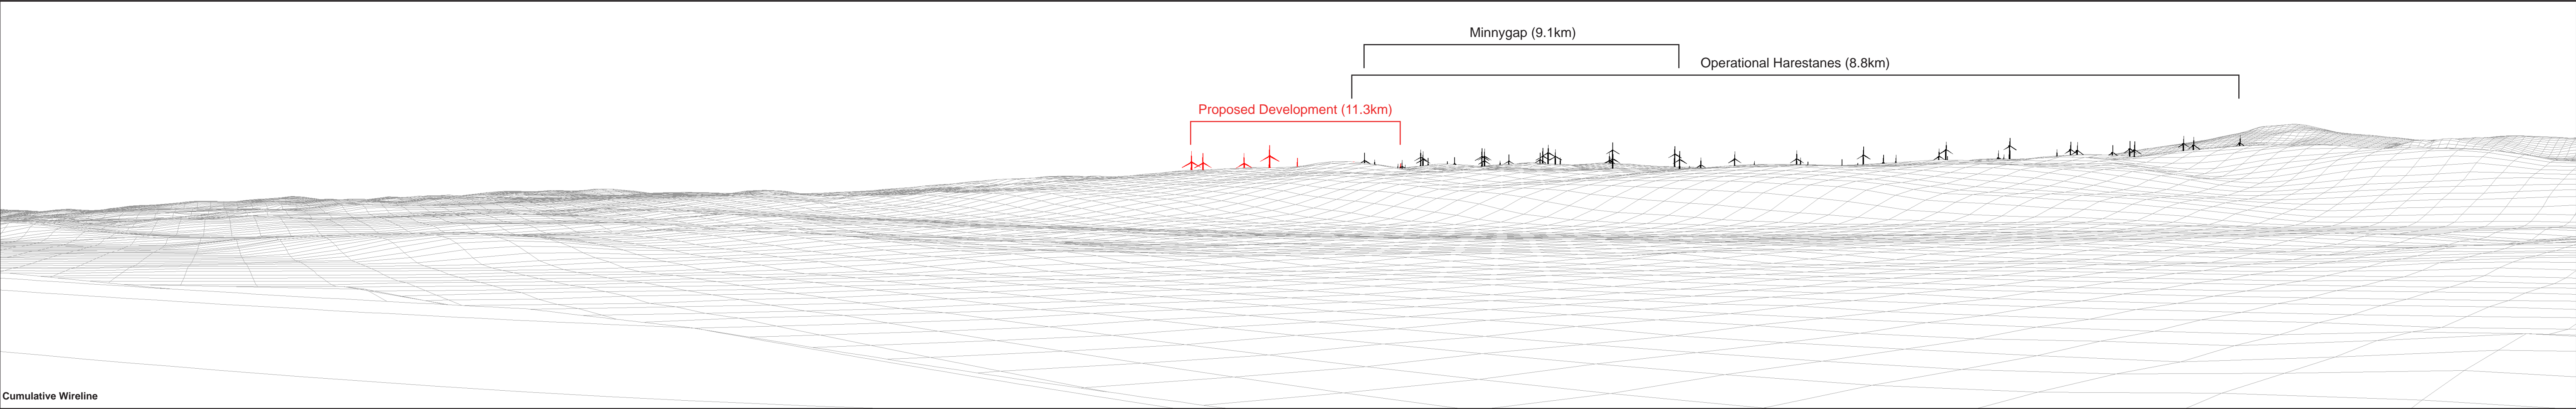 Minnygap (9.1km)
Operational Harestanes (8.8km)
Proposed Development (11.3km)
Cumulative Wireline